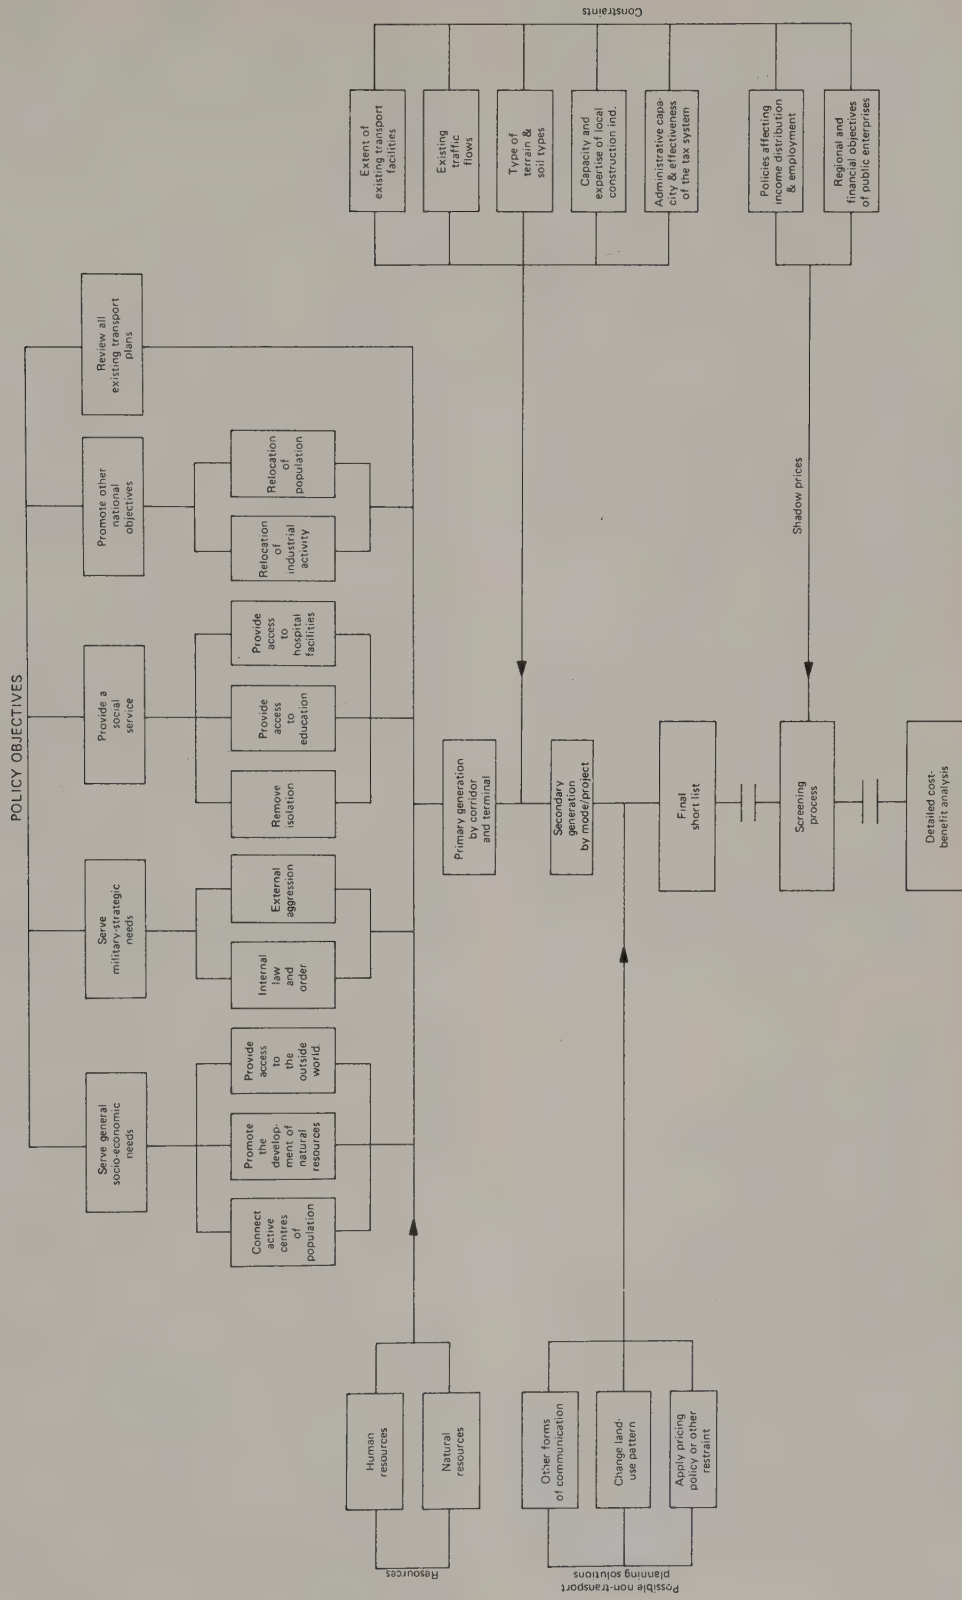 POLICY OBJECTIVES
Serve general
socio-economic
needs
Serve
military-strategic
needs
Provide a
social
service
Promote other
national
objectives
Review all
existing transport
plans
Connect
active
centres
of
population
Promote
the
develop-
ment of
natural
resources
Provide
access
to
the
outside
world.
Internal
law
and
order
External
aggression
Remove
isolation
Provide
access
to
education
Provide
access
to
hospital
facilities
Relocation
of
industrial
activity
Relocation
of
population
Resources
Human
resources
Natural
resources
Primary generation
by corridor
and terminal
Constraints
Extent of
existing transport
facilities
Existing
traffic
flows
Type of
terrain &
soil types
Capacity and
expertise of local
construction ind.
Administrative capa-
city & effectiveness
of the tax system
Policies affecting
income distribution
& employment
Regional and
financial objectives
of public enterprises
Possible non-transport
planning solutions
Other forms
of communication
Change land-
use pattern
Apply pricing
policy or other
restraint
Secondary
generation
by mode/project
Final
short list
Shadow prices
Screening
process
Detailed cost-
benefit analysis